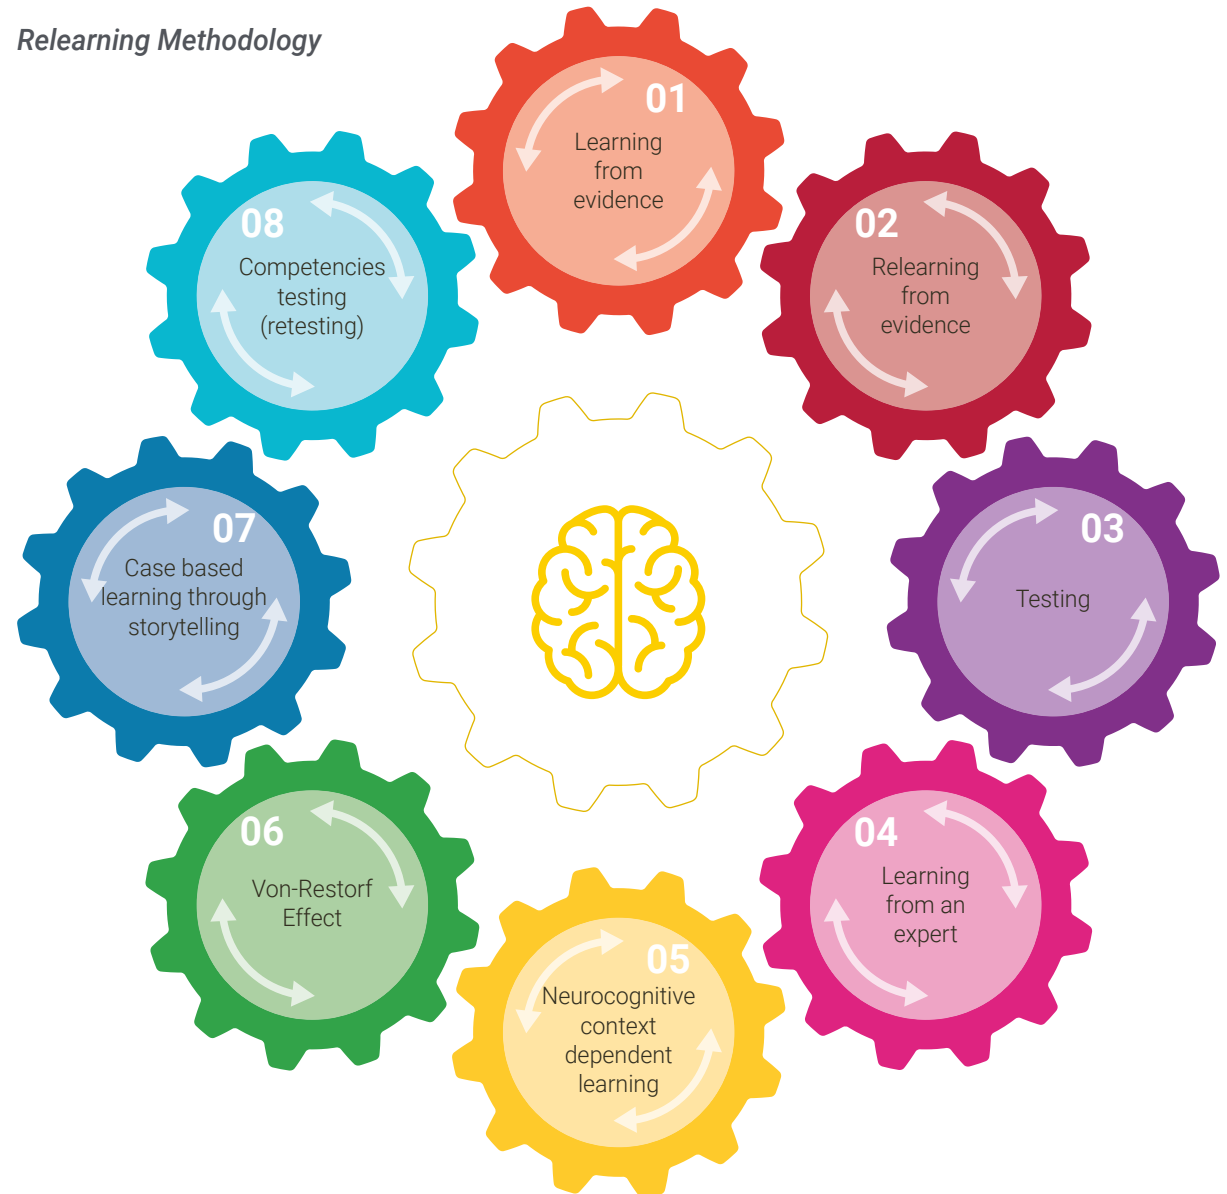 Relearning Methodology
01
Learning
from
evidence
02
Relearning
from
evidence
03
Testing
04
Learning
from an
expert
05
Neurocognitive
context
dependent
learning
06
Von-Restorf
Effect
07
Case based
learning through
storytelling
08
Competencies
testing
(retesting)